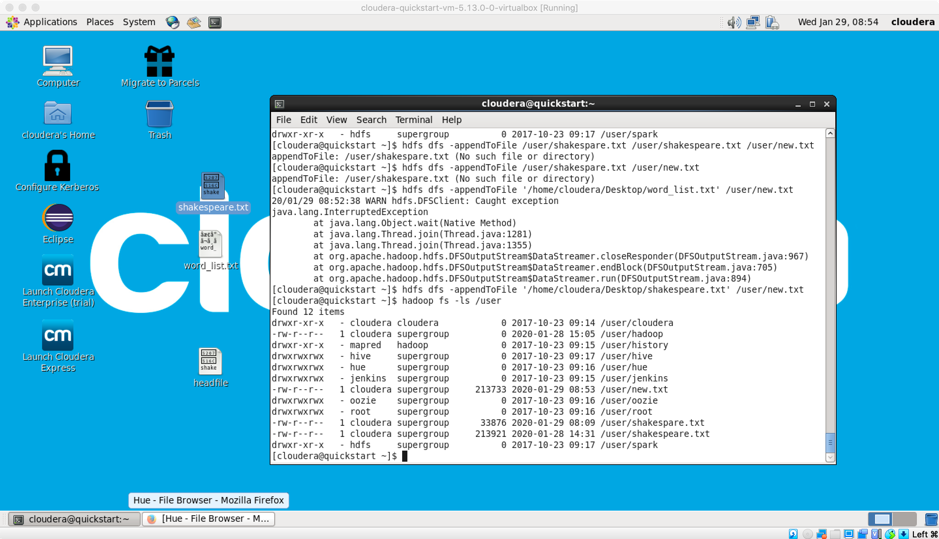 cloudera-quickstart-vm-5.13.0-0-virtualbox [Running]
Applications Places System
Wed Jan 29, 08:54 cloudera
Computer
Migrate to Parcels
cloudera's Home
Trash
Configure Kerberos
shake
shakespeare.txt
Eclipse
word_
word_list.txt
cm
Launch Cloudera
Enterprise (trial)
cm
Launch Cloudera
Express
shake
headfile
cloudera@quickstart:~
File Edit View Search Terminal Help
drwxr-xr-x   - hdfs     supergroup          0 2017-10-23 09:17 /user/spark
[cloudera@quickstart ~]$ hdfs dfs -appendToFile /user/shakespare.txt /user/shakespeare.txt /user/new.txt
appendToFile: /user/shakespare.txt (No such file or directory)
[cloudera@quickstart ~]$ hdfs dfs -appendToFile /user/shakespare.txt /user/new.txt
appendToFile: /user/shakespare.txt (No such file or directory)
[cloudera@quickstart ~]$ hdfs dfs -appendToFile '/home/cloudera/Desktop/word_list.txt' /user/new.txt
20/01/29 08:52:38 WARN hdfs.DFSClient: Caught exception
java.lang.InterruptedException
at java.lang.Object.wait(Native Method)
at java.lang.Thread.join(Thread.java:1281)
at java.lang.Thread.join(Thread.java:1355)
at org.apache.hadoop.hdfs.DFSOutputStream$DataStreamer.closeResponder(DFSOutputStream.java:967)
at org.apache.hadoop.hdfs.DFSOutputStream$DataStreamer.endBlock(DFSOutputStream.java:705)
at org.apache.hadoop.hdfs.DFSOutputStream$DataStreamer.run(DFSOutputStream.java:894)
[cloudera@quickstart ~]$ hdfs dfs -appendToFile '/home/cloudera/Desktop/shakespeare.txt' /user/new.txt
[cloudera@quickstart ~]$ hadoop fs -ls /user
Found 12 items
drwxr-xr-x   - cloudera cloudera            0 2017-10-23 09:14 /user/cloudera
-rw-r--r--   1 cloudera supergroup          0 2020-01-28 15:05 /user/hadoop
drwxr-xr-x   - mapred   hadoop              0 2017-10-23 09:15 /user/history
drwxrwxrwx   - hive     supergroup          0 2017-10-23 09:17 /user/hive
drwxrwxrwx   - hue      supergroup          0 2017-10-23 09:16 /user/hue
drwxrwxrwx   - jenkins  supergroup          0 2017-10-23 09:15 /user/jenkins
-rw-r--r--   1 cloudera supergroup     213733 2020-01-29 08:53 /user/new.txt
drwxrwxrwx   - oozie    supergroup          0 2017-10-23 09:16 /user/oozie
drwxrwxrwx   - root     supergroup          0 2017-10-23 09:16 /user/root
-rw-r--r--   1 cloudera supergroup      33876 2020-01-29 08:09 /user/shakespare.txt
-rw-r--r--   1 cloudera supergroup     213921 2020-01-28 14:31 /user/shakespeare.txt
drwxr-xr-x   - hdfs     supergroup          0 2017-10-23 09:17 /user/spark
[cloudera@quickstart ~]$
Hue - File Browser - Mozilla Firefox
cloudera@quickstart:~
[Hue - File Browser - M...
Left ⌘